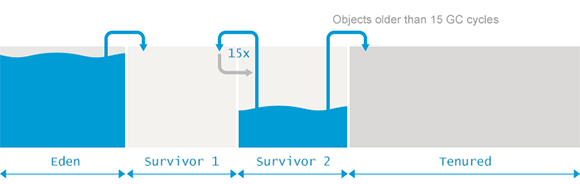 Objects older than 15 GC cycles
15x
Eden
Survivor 1
Survivor 2
Tenured